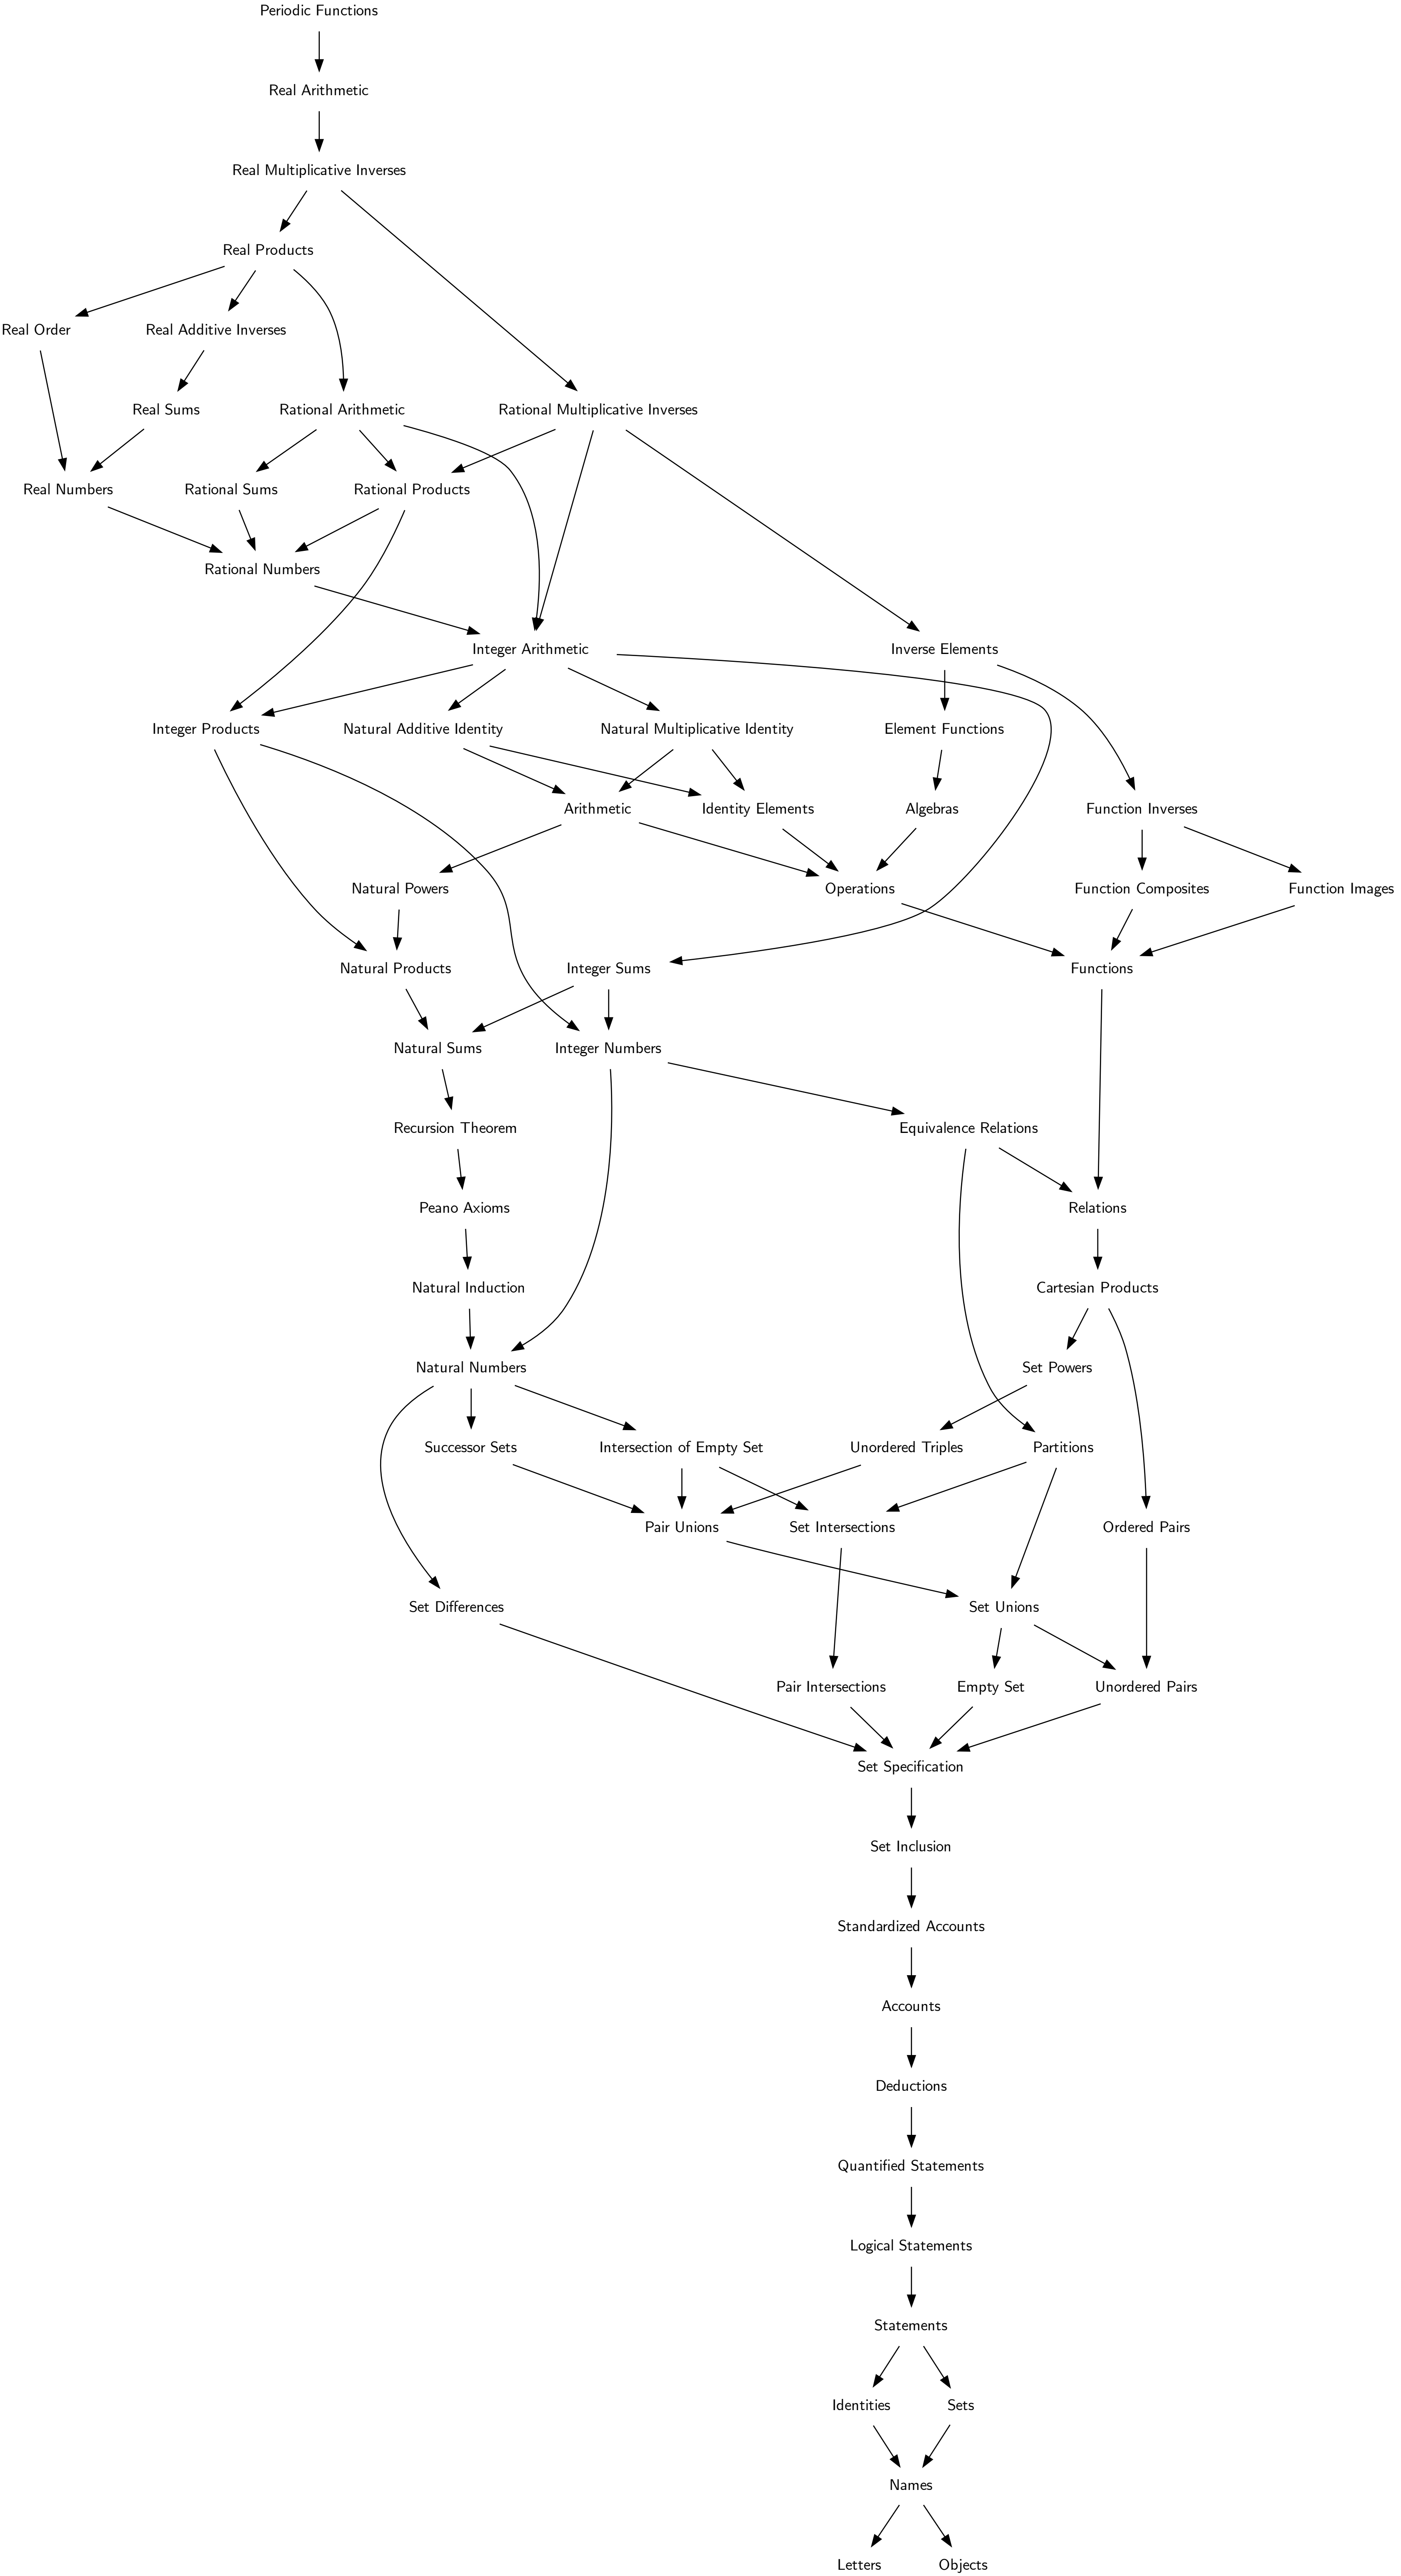 Periodic Functions
Real Arithmetic
Real Multiplicative Inverses
Real Products
Real Order
Real Additive Inverses
Real Sums
Rational Arithmetic
Rational Multiplicative Inverses
Real Numbers
Rational Sums
Rational Products
Rational Numbers
Integer Arithmetic
Inverse Elements
Integer Products
Natural Additive Identity
Natural Multiplicative Identity
Element Functions
Arithmetic
Identity Elements
Algebras
Function Inverses
Natural Powers
Operations
Function Composites
Function Images
Natural Products
Integer Sums
Functions
Natural Sums
Integer Numbers
Recursion Theorem
Equivalence Relations
Peano Axioms
Relations
Natural Induction
Cartesian Products
Natural Numbers
Set Powers
Successor Sets
Intersection of Empty Set
Unordered Triples
Partitions
Pair Unions
Set Intersections
Ordered Pairs
Set Differences
Set Unions
Pair Intersections
Empty Set
Unordered Pairs
Set Specification
Set Inclusion
Standardized Accounts
Accounts
Deductions
Quantified Statements
Logical Statements
Statements
Identities
Sets
Names
Letters
Objects